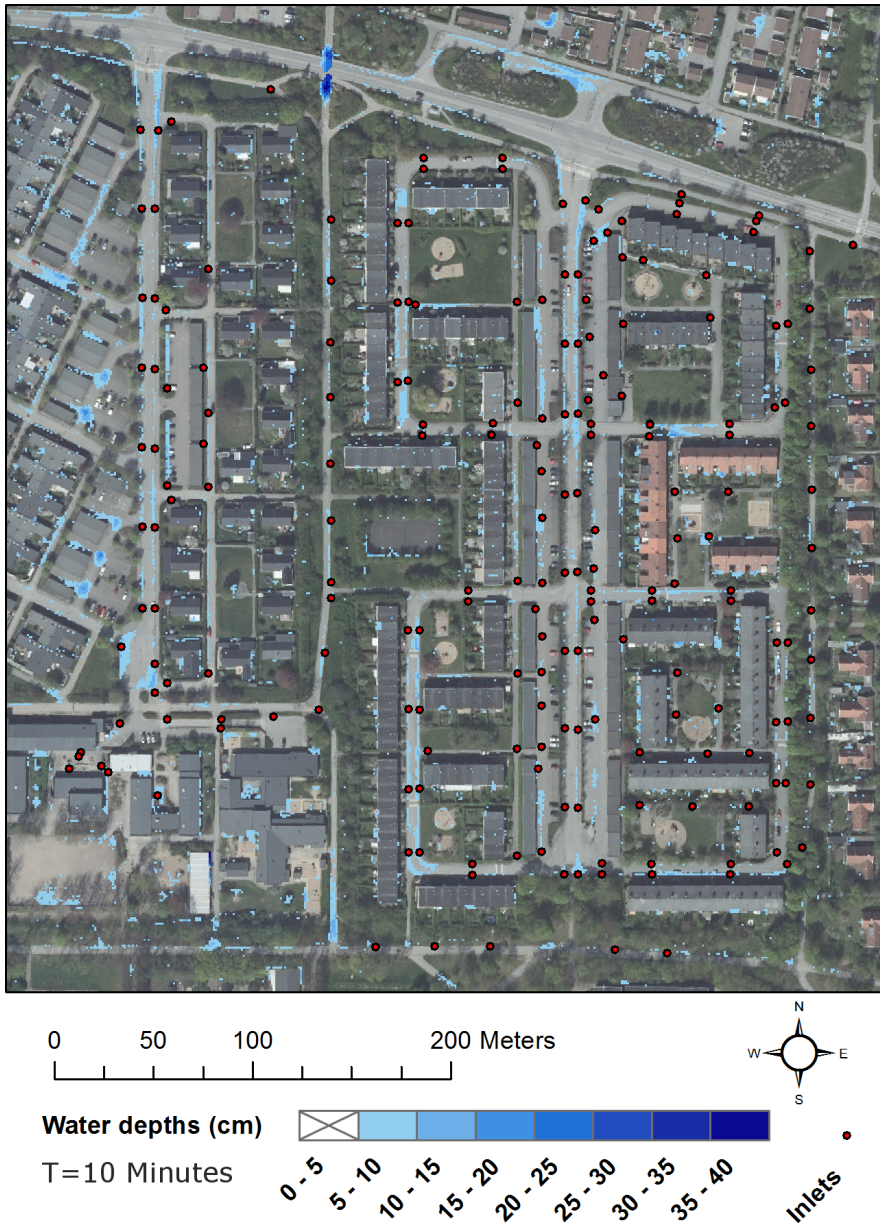 N
W E
S
0 50 100 200 Meters
Water depths (cm)
T=10 Minutes
0 - 5
5 - 10
10 - 15
15 - 20
20 - 25
25 - 30
30 - 35
35 - 40
Inlets